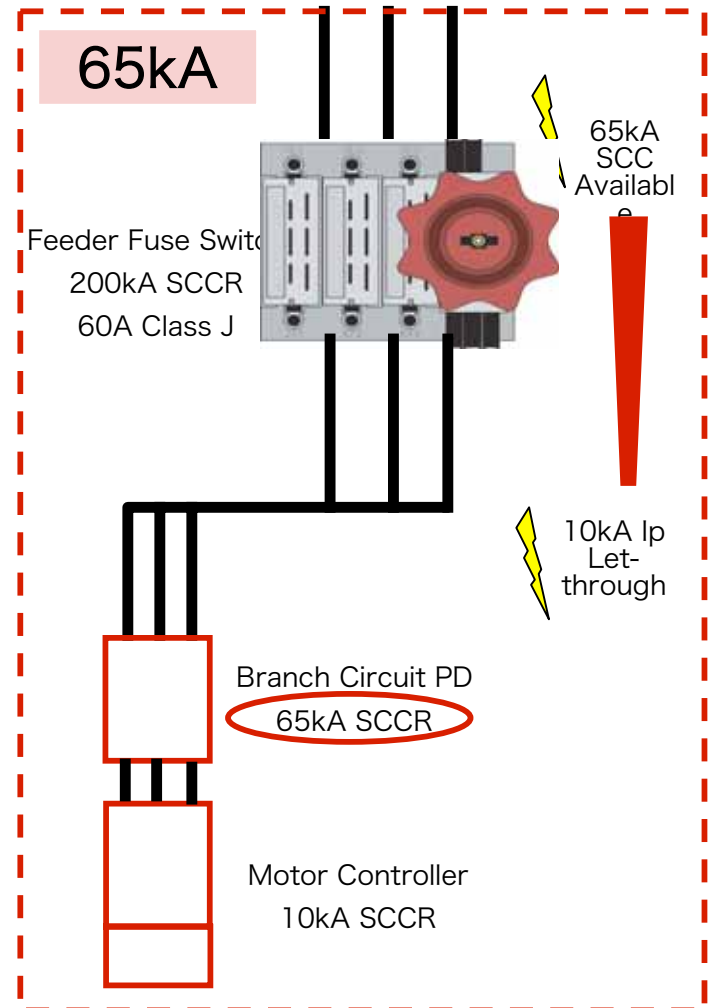 65kA
65kA
SCC
Availabl
e
Feeder Fuse Switc
200kA SCCR
60A Class J
10kA Ip
Let-
through
Branch Circuit PD
65kA SCCR
Motor Controller
10kA SCCR